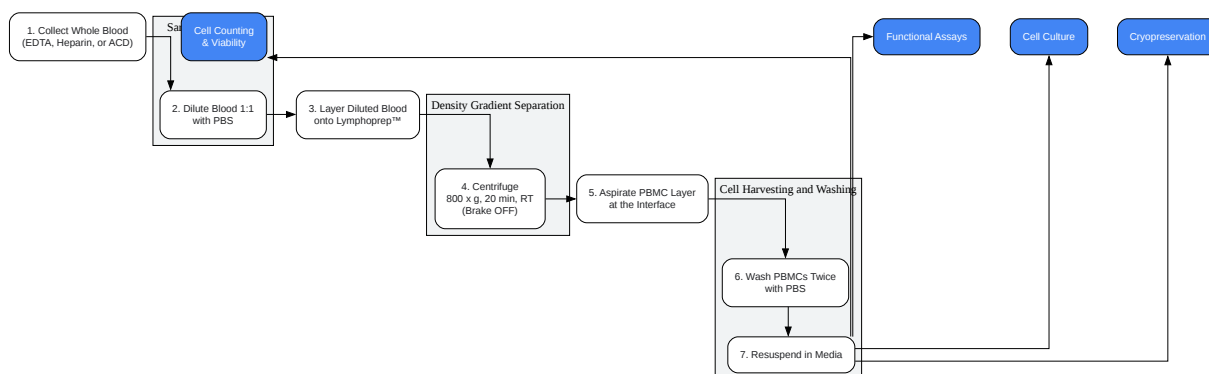 1. Collect Whole Blood
(EDTA, Heparin, or ACD)
Cell Counting
& Viability
Functional Assays
Cell Culture
Cryopreservation
2. Dilute Blood 1:1
with PBS
3. Layer Diluted Blood
onto Lymphoprep™
Density Gradient Separation
4. Centrifuge
800 x g, 20 min, RT
(Brake OFF)
5. Aspirate PBMC Layer
at the Interface
Cell Harvesting and Washing
6. Wash PBMCs Twice
with PBS
7. Resuspend in Media